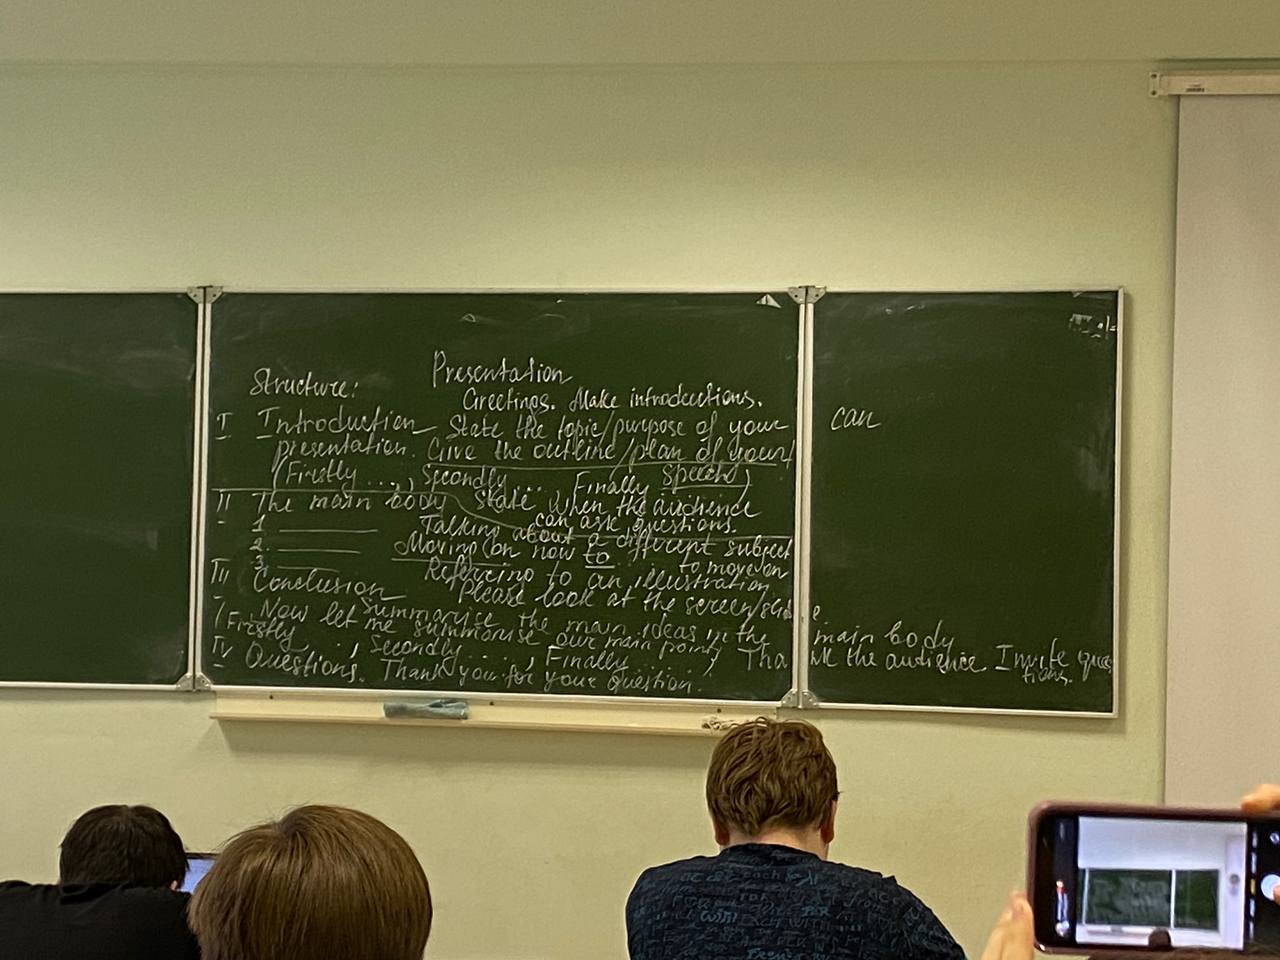 Presentation
Structure:
Greetings. Make introductions.
I Introduction State the topic/purpose of your
can
presentation. Give the outline/plan of your
(Firstly ..., Secondly ... Finally speech)
II The main body State when the audience
can ask questions.
1. Talking about a different subject
2. Moving on now to to move on
3. Referring to an illustration
III Conclusion Please look at the screen/slide
Summarise the main ideas in the main body
(Now let me summarise our main points
Firstly ..., Secondly ..., Finally ......) Thank the audience Invite questions.
IV Questions. Thank you for your question.